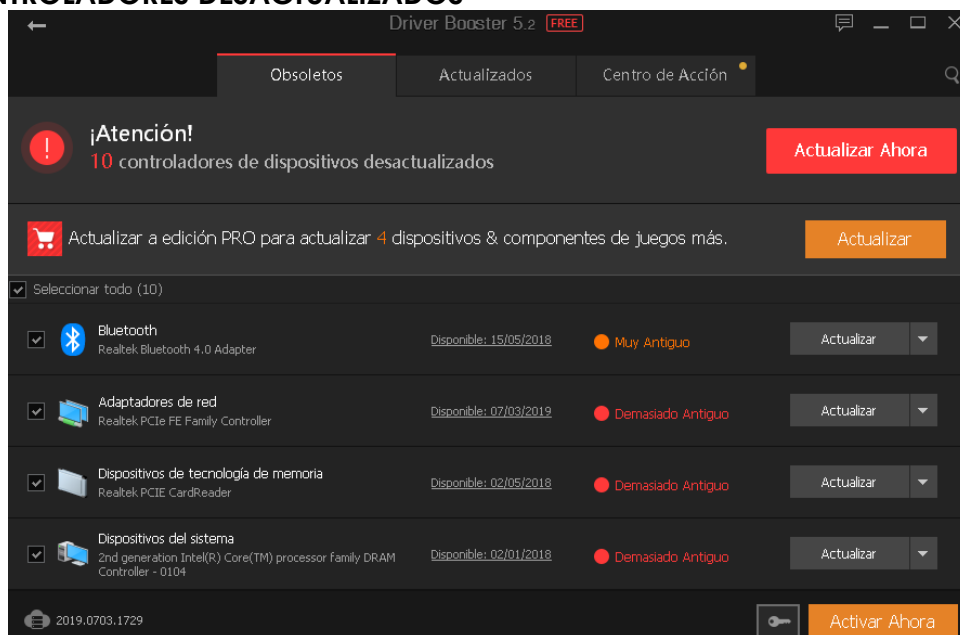 NTROLADORES DESACTUALIZADOS
Driver Booster 5.2 FREE
Obsoletos
Actualizados
Centro de Acción
¡Atención!
10 controladores de dispositivos desactualizados
Actualizar Ahora
Actualizar a edición PRO para actualizar 4 dispositivos & componentes de juegos más.
Actualizar
Seleccionar todo (10)
Bluetooth
Realtek Bluetooth 4.0 Adapter
Disponible: 15/05/2018
Muy Antiguo
Actualizar
Adaptadores de red
Realtek PCIe FE Family Controller
Disponible: 07/03/2019
Demasiado Antiguo
Actualizar
Dispositivos de tecnología de memoria
Realtek PCIE CardReader
Disponible: 02/05/2018
Demasiado Antiguo
Actualizar
Dispositivos del sistema
2nd generation Intel(R) Core(TM) processor family DRAM
Controller - 0104
Disponible: 02/01/2018
Demasiado Antiguo
Actualizar
2019.0703.1729
Activar Ahora